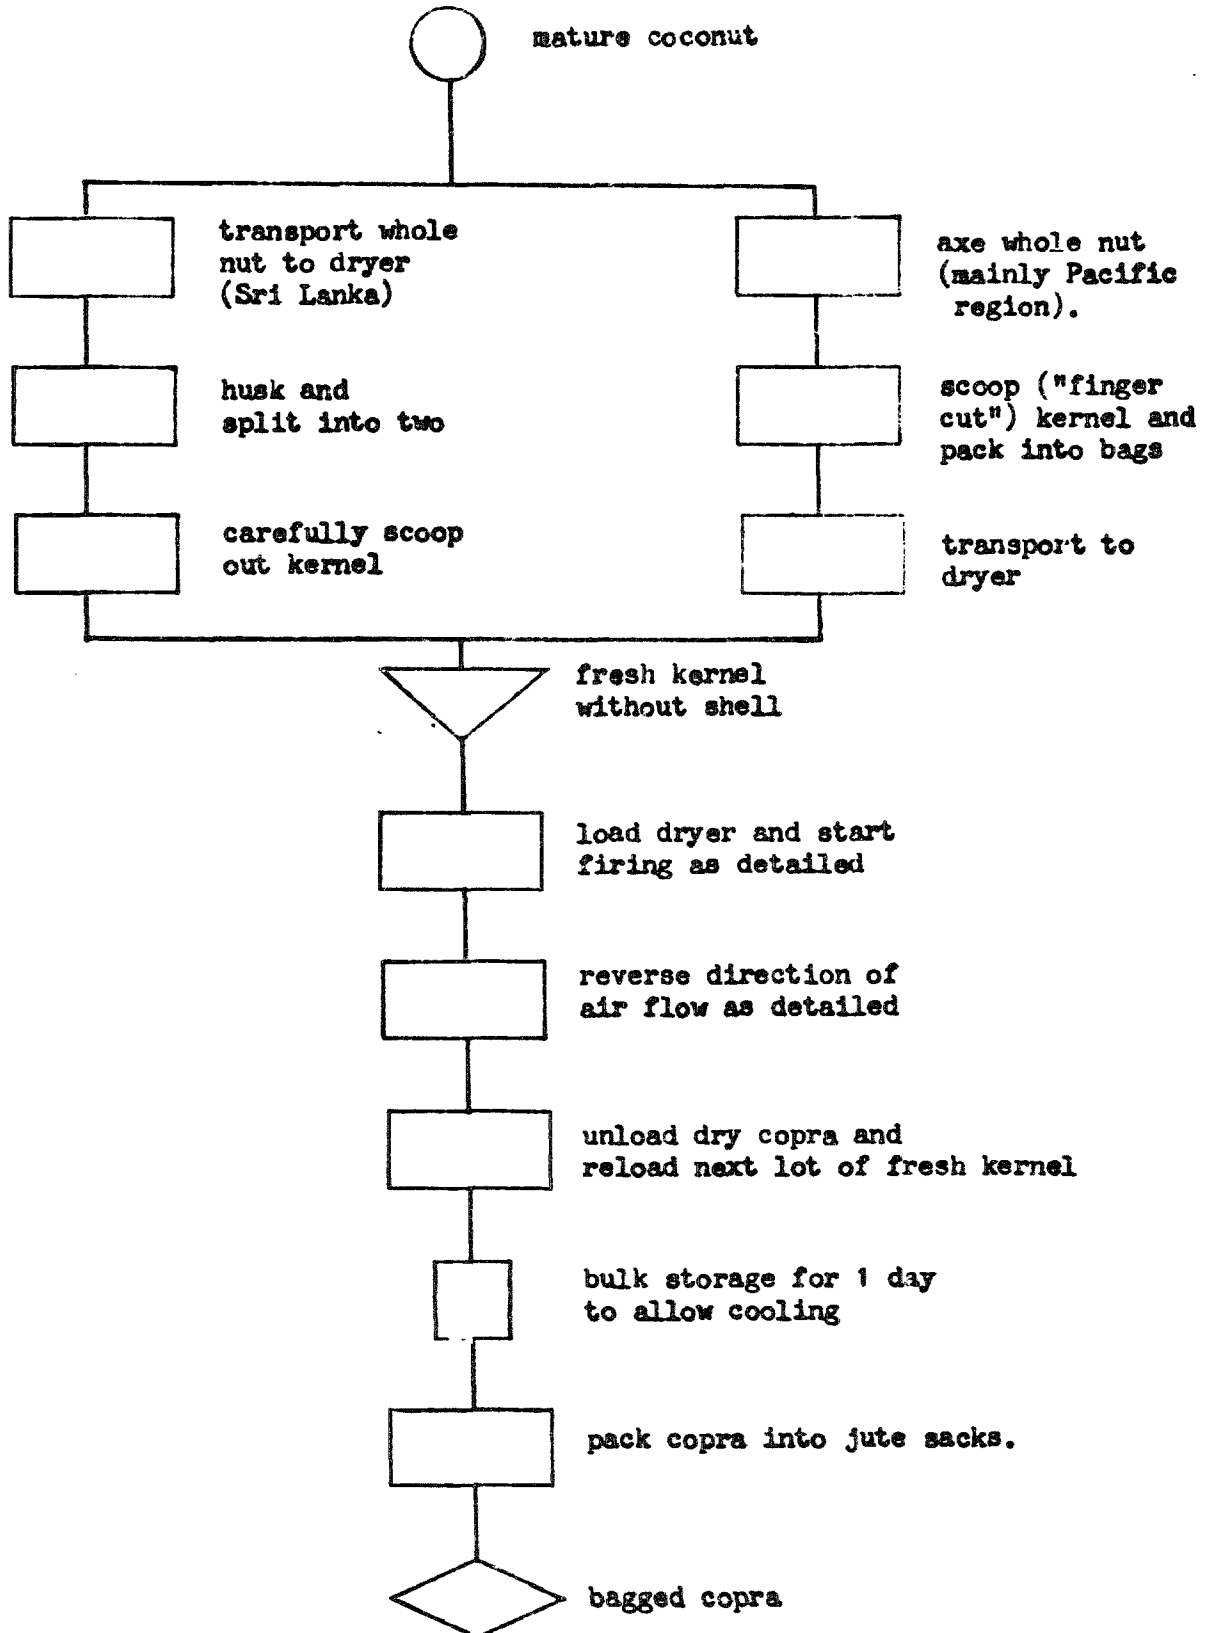 mature coconut
transport whole
nut to dryer
(Sri Lanka)
husk and
split into two
carefully scoop
out kernel
axe whole nut
(mainly Pacific
region).
scoop ("finger
cut") kernel and
pack into bags
transport to
dryer
fresh kernel
without shell
load dryer and start
firing as detailed
reverse direction of
air flow as detailed
unload dry copra and
reload next lot of fresh kernel
bulk storage for 1 day
to allow cooling
pack copra into jute sacks.
bagged copra